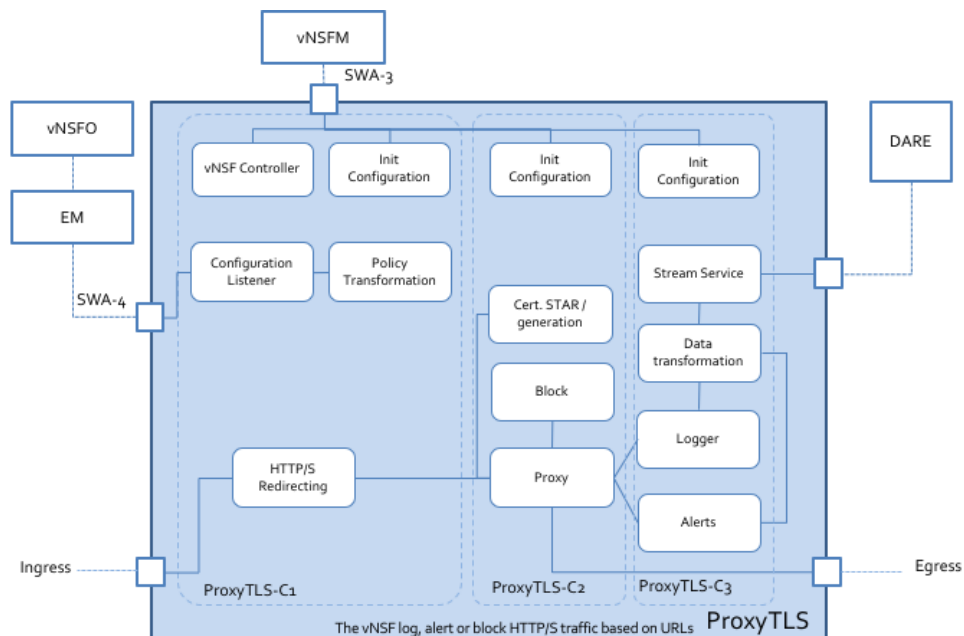 vNSFM
SWA-3
vNSFO
DARE
EM
SWA-4
vNSF Controller
Init
Configuration
Init
Configuration
Init
Configuration
Configuration
Listener
Policy
Transformation
Stream Service
Cert. STAR /
generation
Data
transformation
Block
Logger
HTTP/S
Redirecting
Proxy
Alerts
Ingress
Egress
ProxyTLS-C1
ProxyTLS-C2
ProxyTLS-C3
The vNSF log, alert or block HTTP/S traffic based on URLs
ProxyTLS